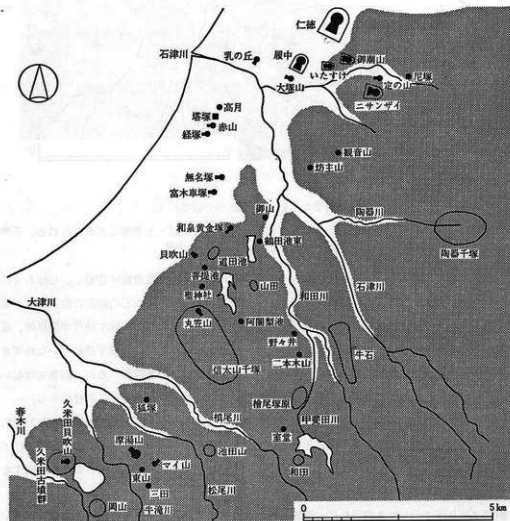 仁徳
石津川
乳の丘
履中
御廟山
いたすけ
大塚山
定の山
尼塚
ニサンザイ
高月
塔塚
赤山
経塚
観音山
坊主山
無名塚
富木車塚
御山
陶器川
陶器千塚
和泉黄金塚
鶴田池東
貝吹山
道田池
菩提池
石津川
大津川
聖神社
山田
和田川
丸笠山
阿闍梨池
野々井
牛石
信太山千塚
二本木山
檜尾塚原
甲斐田川
狐塚
槙尾川
春木川
久米田貝吹山
摩湯山
室堂
久米田古墳群
マイ山
池田山
和田
東山
三田
岡山
牛滝川
松尾川
0
5km